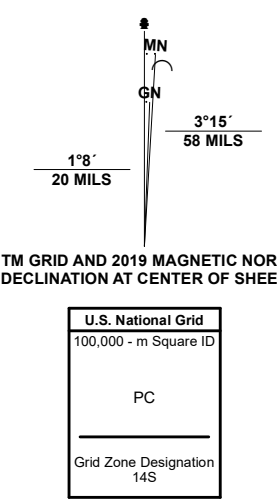 MN
GN
3°15´
58 MILS
1°8´
20 MILS
TM GRID AND 2019 MAGNETIC NOR
DECLINATION AT CENTER OF SHEE
U.S. National Grid
100,000 - m Square ID
PC
Grid Zone Designation
14S